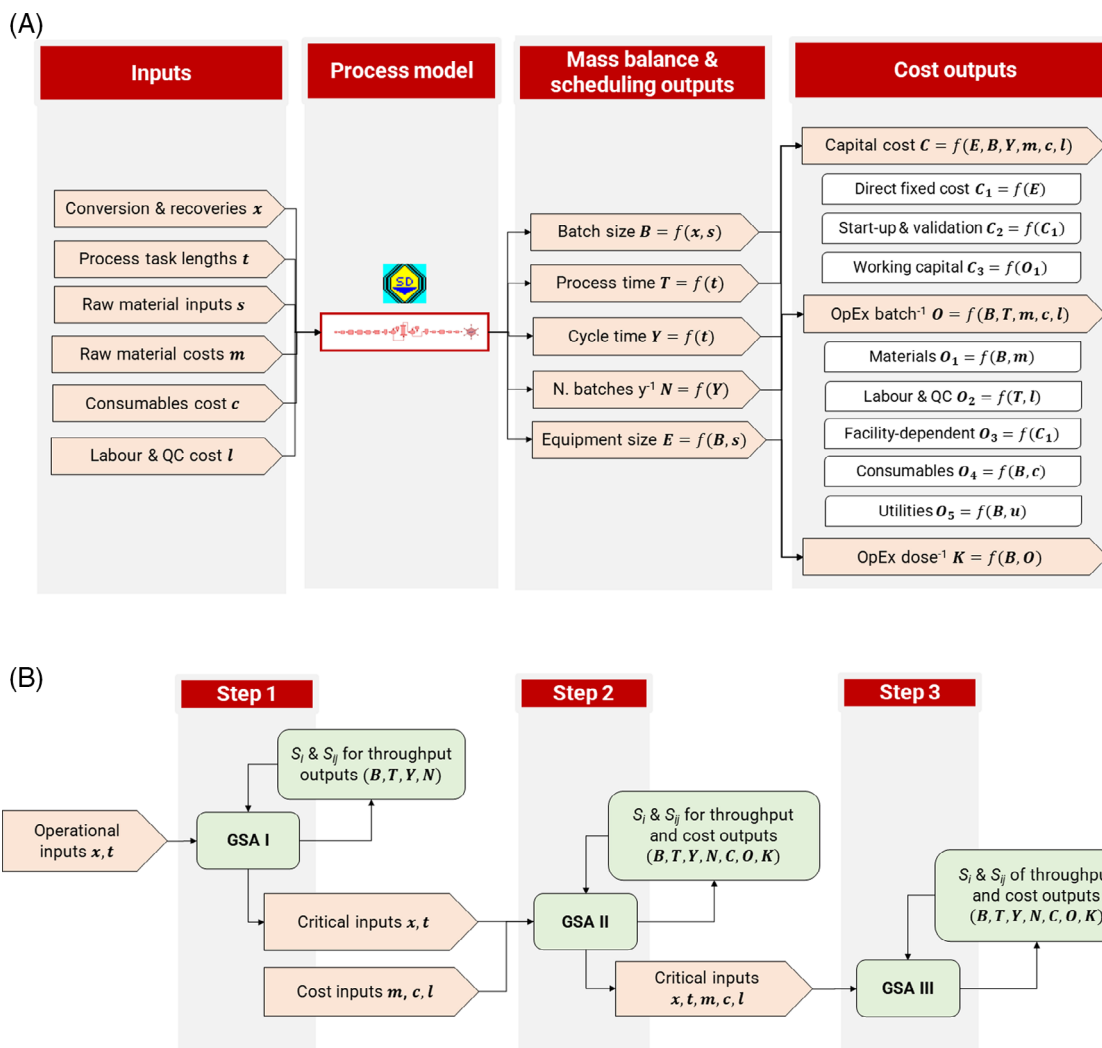 (A)
Inputs
Process model
Mass balance &
scheduling outputs
Cost outputs
Conversion & recoveries x
Process task lengths t
Raw material inputs s
Raw material costs m
Consumables cost c
Labour & QC cost l
SD
Batch size B = f(x, s)
Process time T = f(t)
Cycle time Y = f(t)
N. batches y⁻¹ N = f(Y)
Equipment size E = f(B, s)
Capital cost C = f(E, B, Y, m, c, l)
Direct fixed cost C₁ = f(E)
Start-up & validation C₂ = f(C₁)
Working capital C₃ = f(O₁)
OpEx batch⁻¹ O = f(B, T, m, c, l)
Materials O₁ = f(B, m)
Labour & QC O₂ = f(T, l)
Facility-dependent O₃ = f(C₁)
Consumables O₄ = f(B, c)
Utilities O₅ = f(B, u)
OpEx dose⁻¹ K = f(B, O)
(B)
Step 1
Step 2
Step 3
Sᵢ & Sᵢⱼ for throughput
outputs (B, T, Y, N)
Operational
inputs x, t
GSA I
Critical inputs x, t
Cost inputs m, c, l
Sᵢ & Sᵢⱼ for throughput
and cost outputs
(B, T, Y, N, C, O, K)
GSA II
Critical inputs
x, t, m, c, l
Sᵢ & Sᵢⱼ of throughpu
and cost outputs
(B, T, Y, N, C, O, K)
GSA III